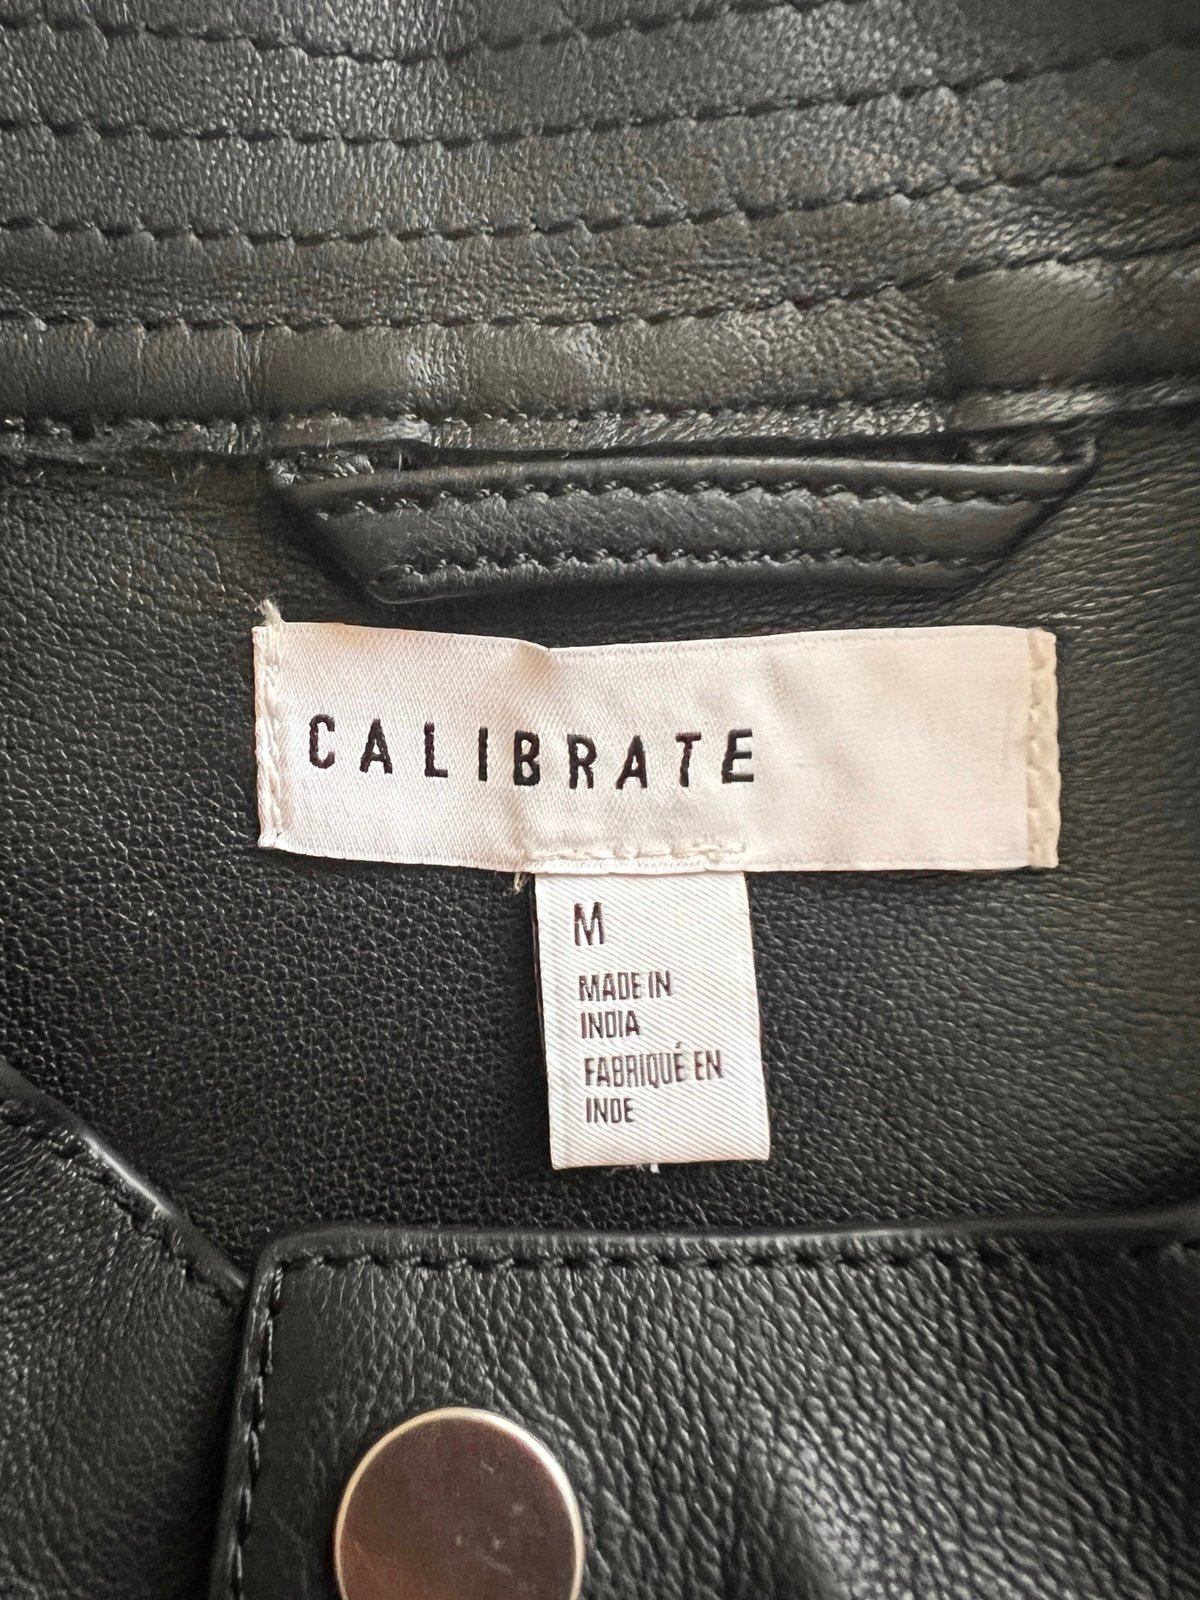 CALIBRATE
M
MADE IN
INDIA
FABRIQUÉ EN
INDE